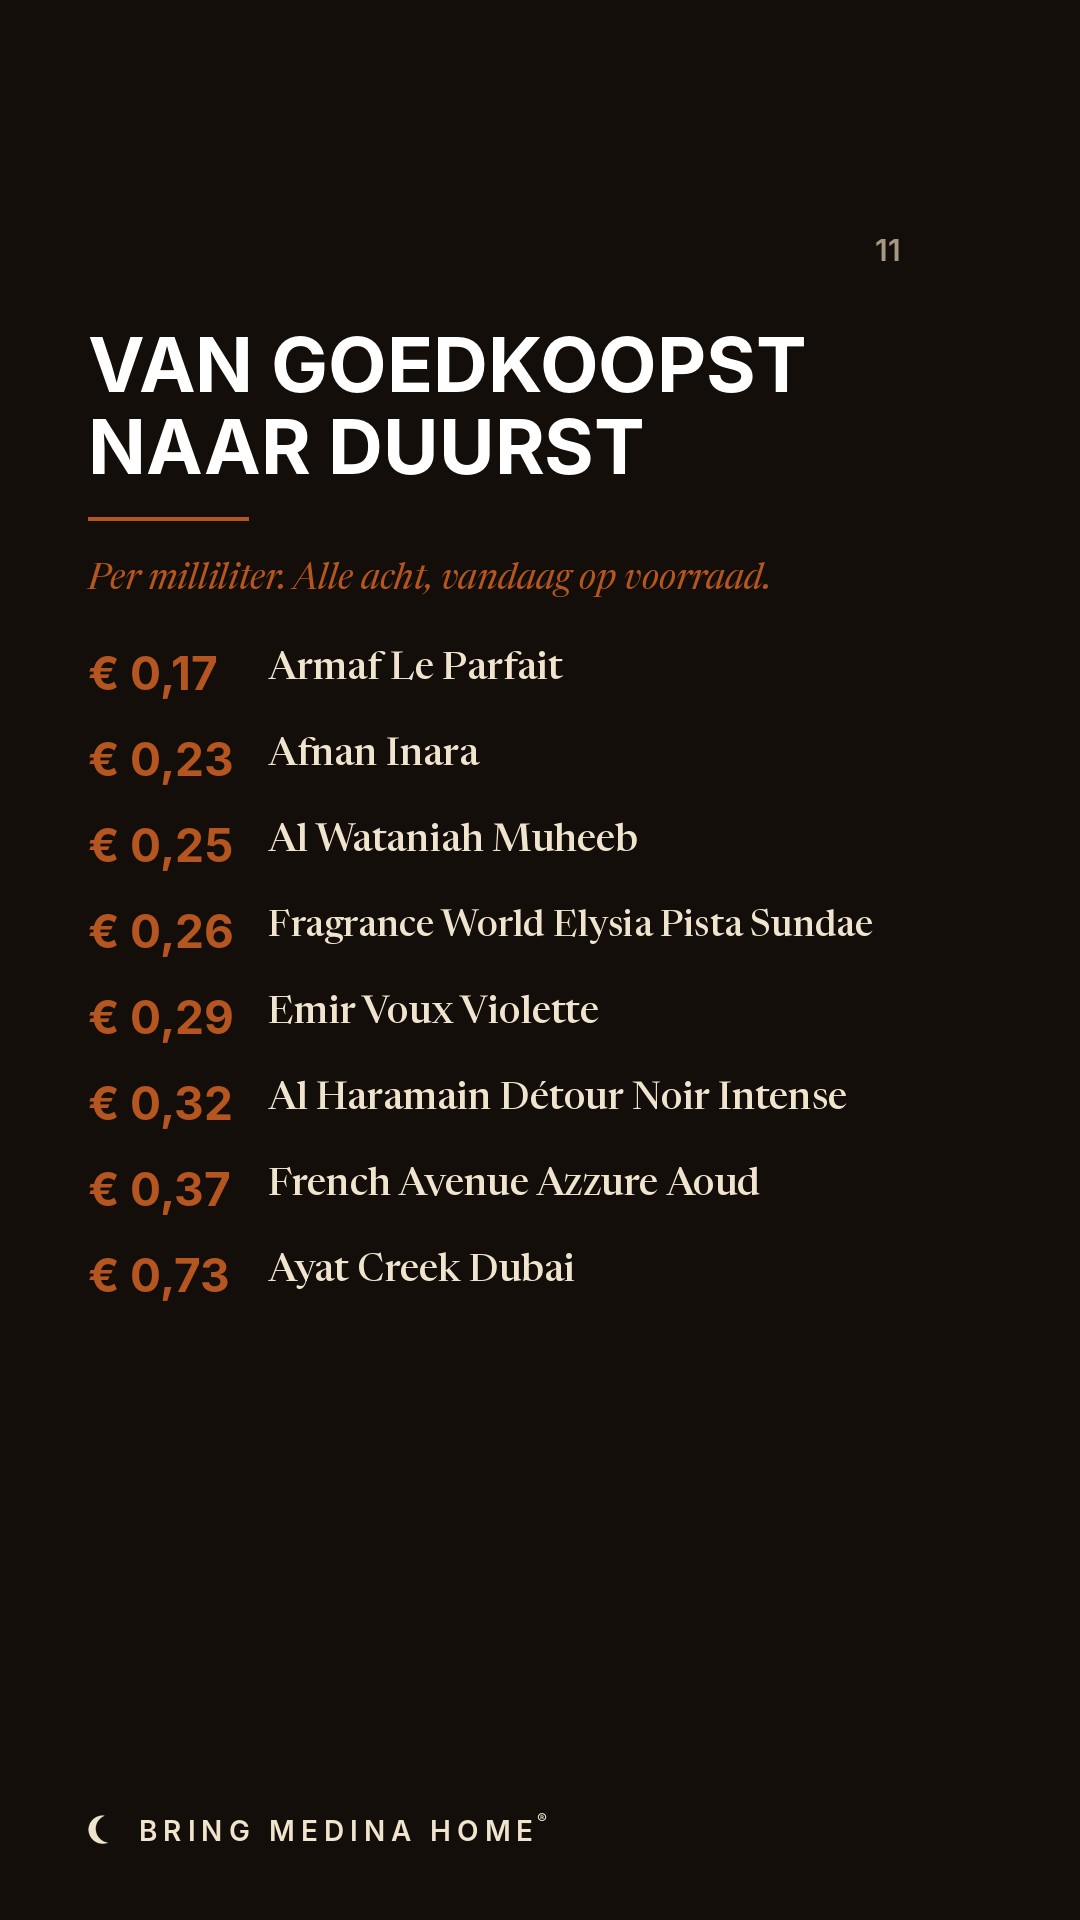 11
VAN GOEDKOOPST
NAAR DUURST
Per milliliter. Alle acht, vandaag op voorraad.
€ 0,17 Armaf Le Parfait
€ 0,23 Afnan Inara
€ 0,25 Al Wataniah Muheeb
€ 0,26 Fragrance World Elysia Pista Sundae
€ 0,29 Emir Voux Violette
€ 0,32 Al Haramain Détour Noir Intense
€ 0,37 French Avenue Azzure Aoud
€ 0,73 Ayat Creek Dubai
BRING MEDINA HOME®